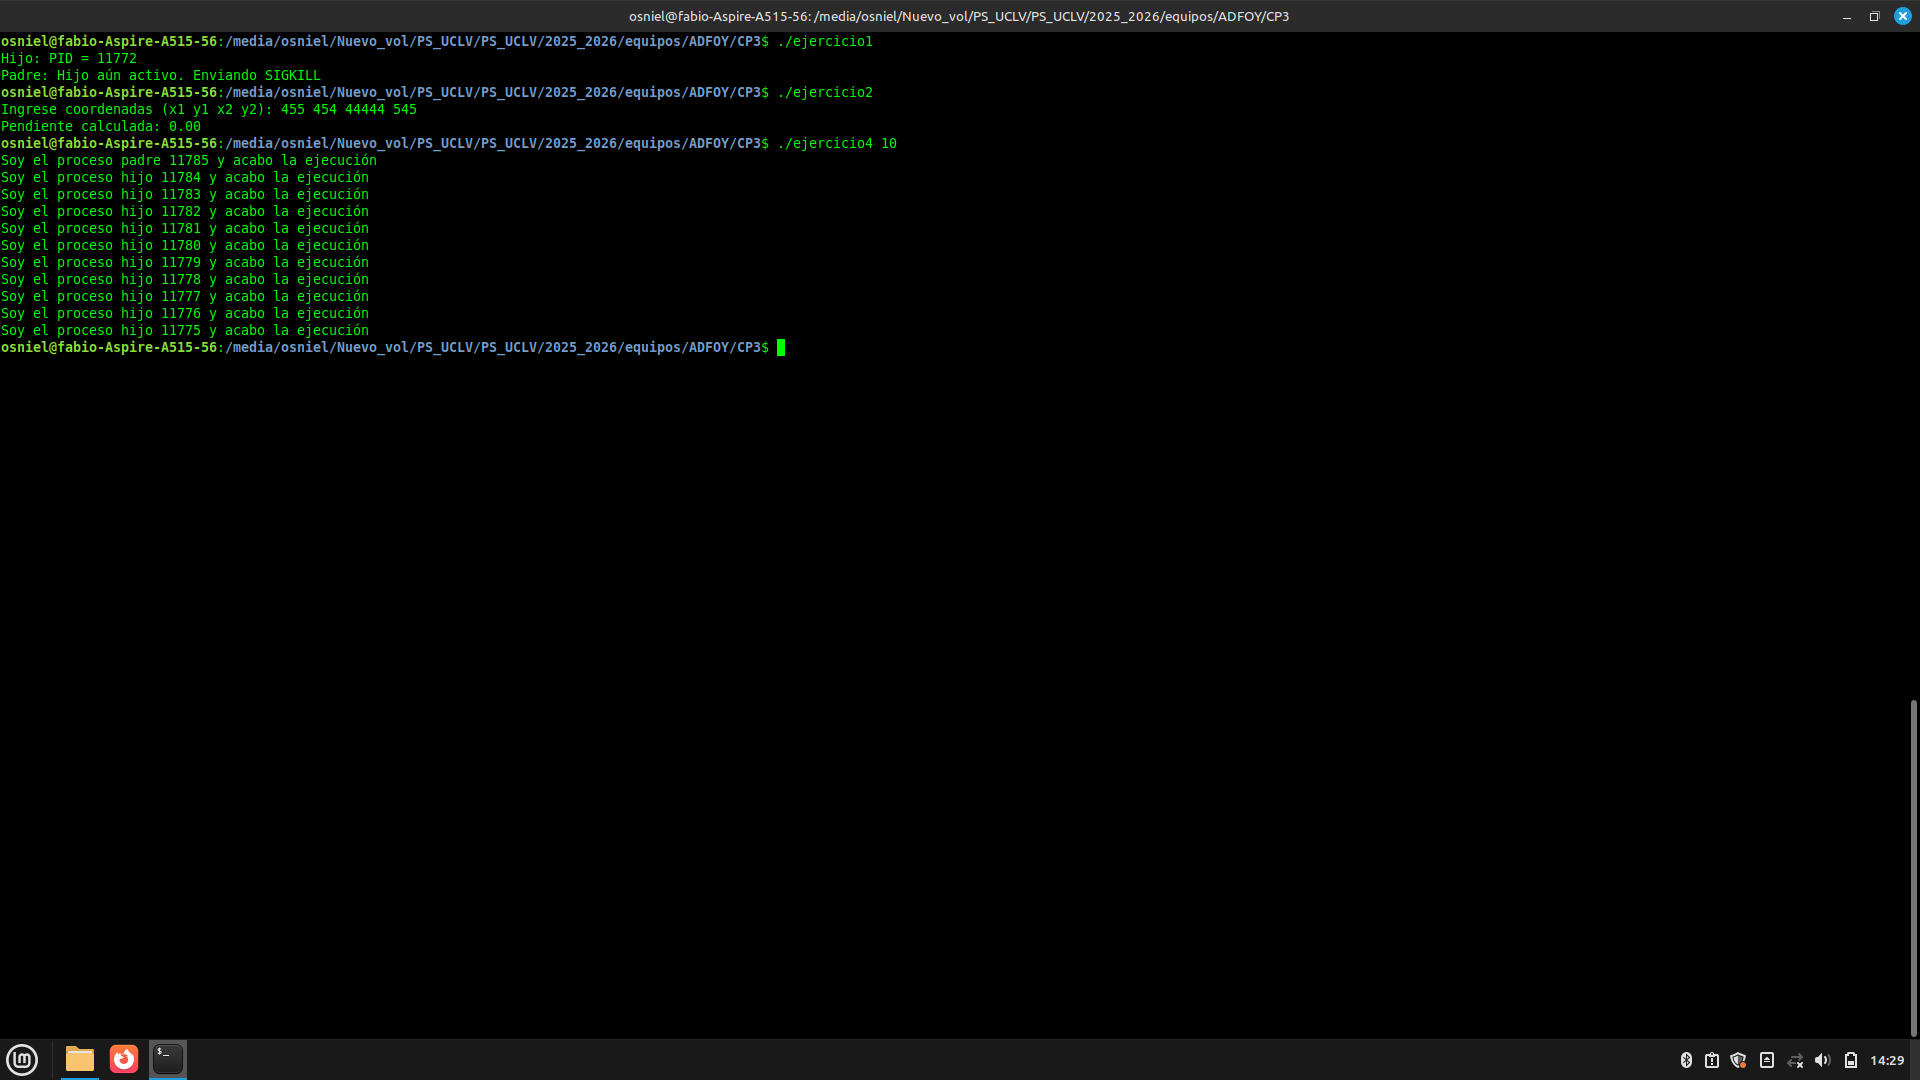 osniel@fabio-Aspire-A515-56: /media/osniel/Nuevo_vol/PS_UCLV/PS_UCLV/2025_2026/equipos/ADFOY/CP3
osniel@fabio-Aspire-A515-56:/media/osniel/Nuevo_vol/PS_UCLV/PS_UCLV/2025_2026/equipos/ADFOY/CP3$ ./ejercicio1
Hijo: PID = 11772
Padre: Hijo aún activo. Enviando SIGKILL
osniel@fabio-Aspire-A515-56:/media/osniel/Nuevo_vol/PS_UCLV/PS_UCLV/2025_2026/equipos/ADFOY/CP3$ ./ejercicio2
Ingrese coordenadas (x1 y1 x2 y2): 455 454 44444 545
Pendiente calculada: 0.00
osniel@fabio-Aspire-A515-56:/media/osniel/Nuevo_vol/PS_UCLV/PS_UCLV/2025_2026/equipos/ADFOY/CP3$ ./ejercicio4 10
Soy el proceso padre 11785 y acabo la ejecución
Soy el proceso hijo 11784 y acabo la ejecución
Soy el proceso hijo 11783 y acabo la ejecución
Soy el proceso hijo 11782 y acabo la ejecución
Soy el proceso hijo 11781 y acabo la ejecución
Soy el proceso hijo 11780 y acabo la ejecución
Soy el proceso hijo 11779 y acabo la ejecución
Soy el proceso hijo 11778 y acabo la ejecución
Soy el proceso hijo 11777 y acabo la ejecución
Soy el proceso hijo 11776 y acabo la ejecución
Soy el proceso hijo 11775 y acabo la ejecución
osniel@fabio-Aspire-A515-56:/media/osniel/Nuevo_vol/PS_UCLV/PS_UCLV/2025_2026/equipos/ADFOY/CP3$
14:29